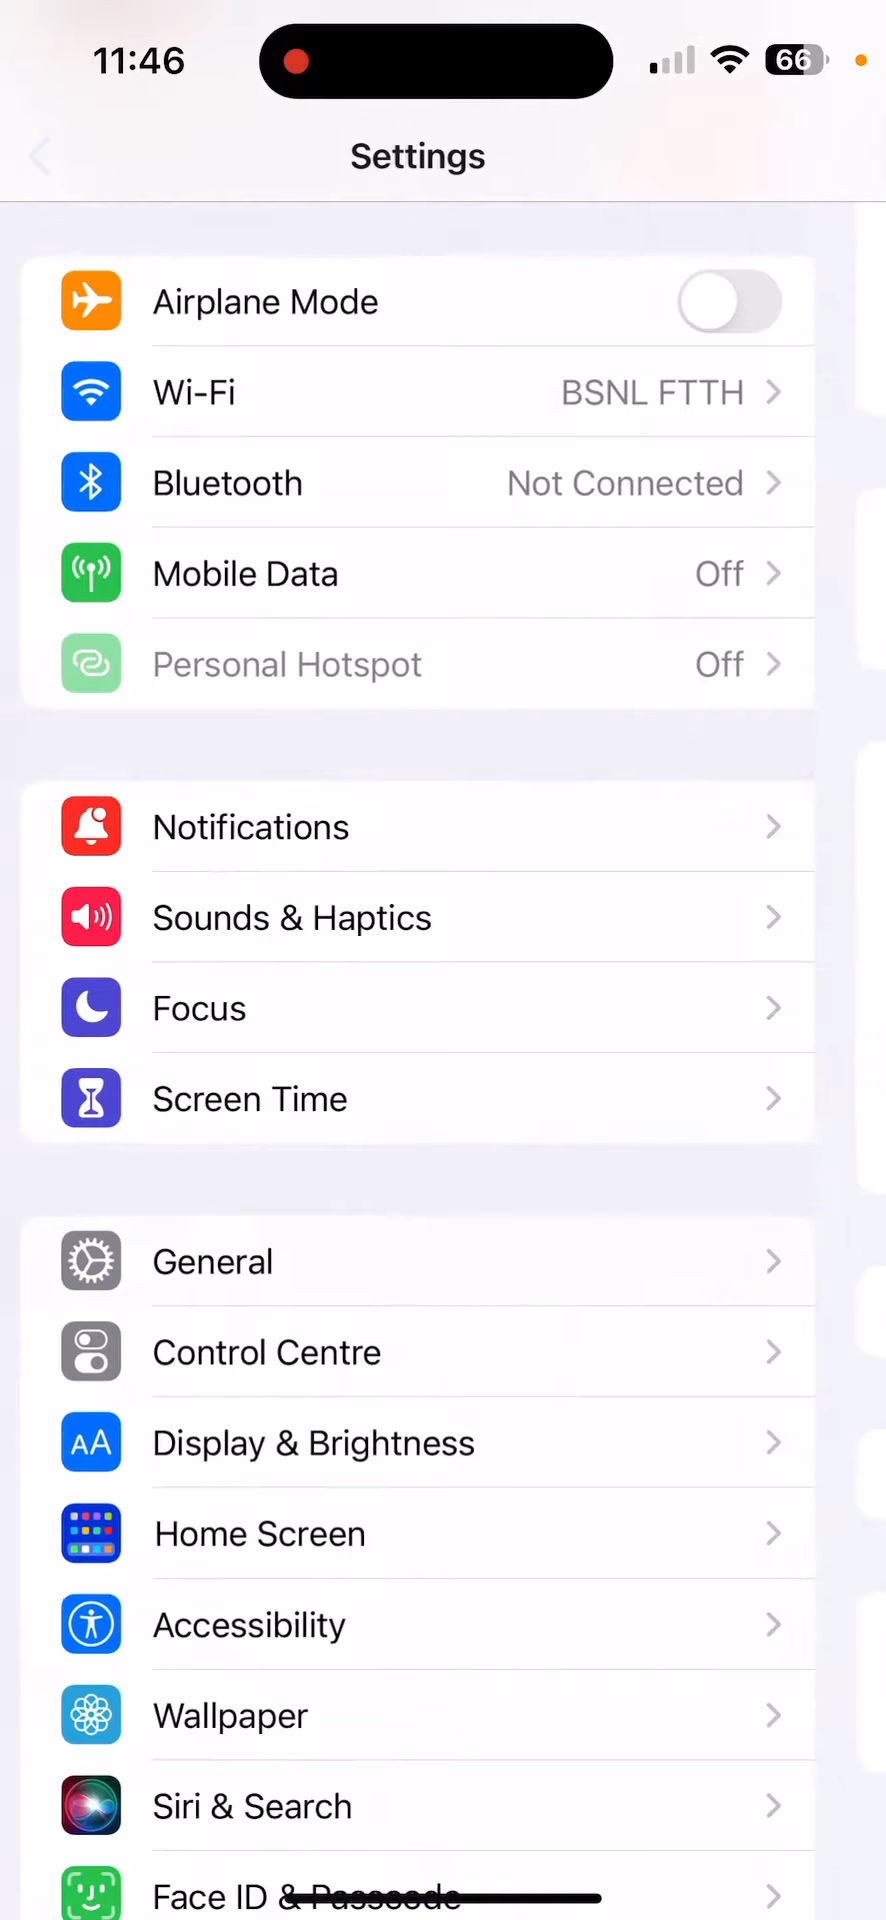 11:46
66
Settings
Airplane Mode
Wi-Fi BSNL FTTH
Bluetooth Not Connected
Mobile Data Off
Personal Hotspot Off
Notifications
Sounds & Haptics
Focus
Screen Time
General
Control Centre
AA Display & Brightness
Home Screen
Accessibility
Wallpaper
Siri & Search
Face ID & Passcode